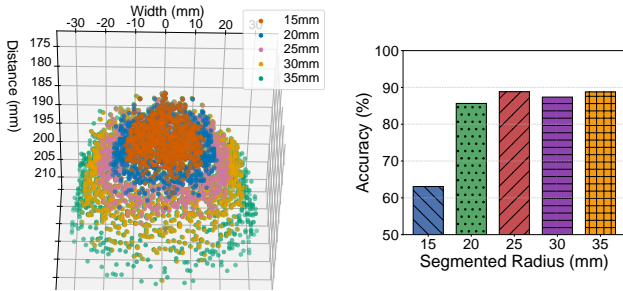 Width (mm)
-30 -20 -10 0 10 20 30
Distance (mm)
170
175
180
185
190
195
200
205
210
15mm
20mm
25mm
30mm
35mm
Accuracy (%)
100
90
80
70
60
50
15 20 25 30 35
Segmented Radius (mm)